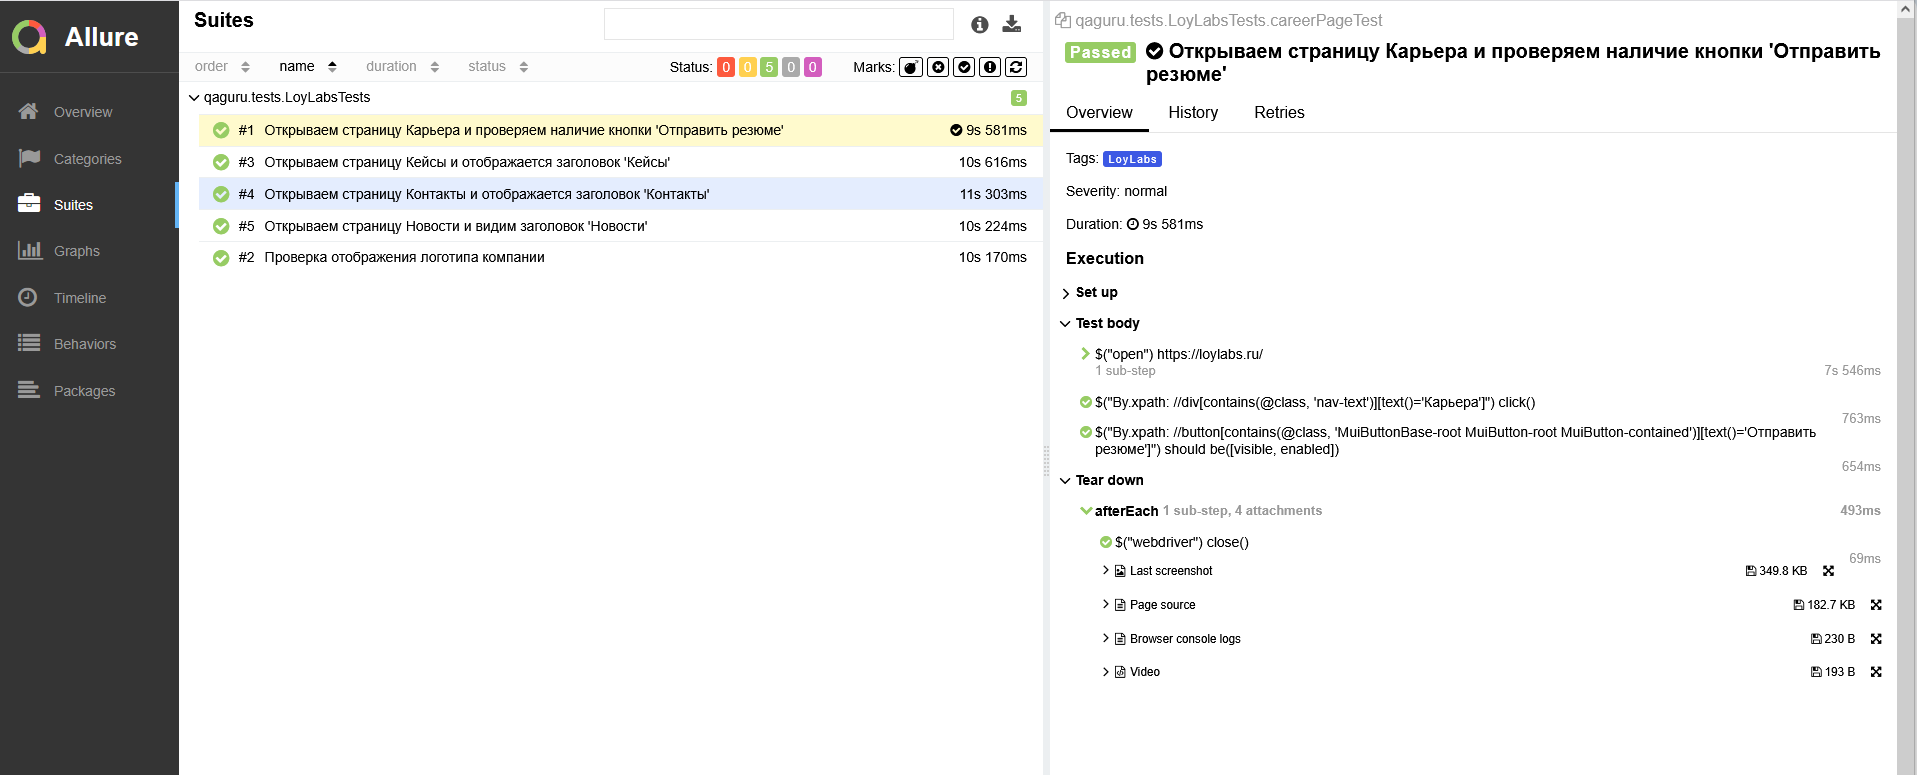 Allure
Overview
Categories
Suites
Graphs
Timeline
Behaviors
Packages
Suites
order name duration status Status: 0 0 5 0 0 Marks:
qaguru.tests.LoyLabsTests 5
#1 Открываем страницу Карьера и проверяем наличие кнопки 'Отправить резюме' 9s 581ms
#3 Открываем страницу Кейсы и отображается заголовок 'Кейсы' 10s 616ms
#4 Открываем страницу Контакты и отображается заголовок 'Контакты' 11s 303ms
#5 Открываем страницу Новости и видим заголовок 'Новости' 10s 224ms
#2 Проверка отображения логотипа компании 10s 170ms
qaguru.tests.LoyLabsTests.careerPageTest
Passed Открываем страницу Карьера и проверяем наличие кнопки 'Отправить
резюме'
Overview History Retries
Tags: LoyLabs
Severity: normal
Duration: 9s 581ms
Execution
Set up
Test body
$("open") https://loylabs.ru/
1 sub-step 7s 546ms
$("By.xpath: //div[contains(@class, 'nav-text')][text()='Карьера']") click()
763ms
$("By.xpath: //button[contains(@class, 'MuiButtonBase-root MuiButton-root MuiButton-contained')][text()='Отправить
резюме']") should be([visible, enabled])
654ms
Tear down
afterEach 1 sub-step, 4 attachments 493ms
$("webdriver") close()
69ms
Last screenshot 349.8 KB
Page source 182.7 KB
Browser console logs 230 B
Video 193 B